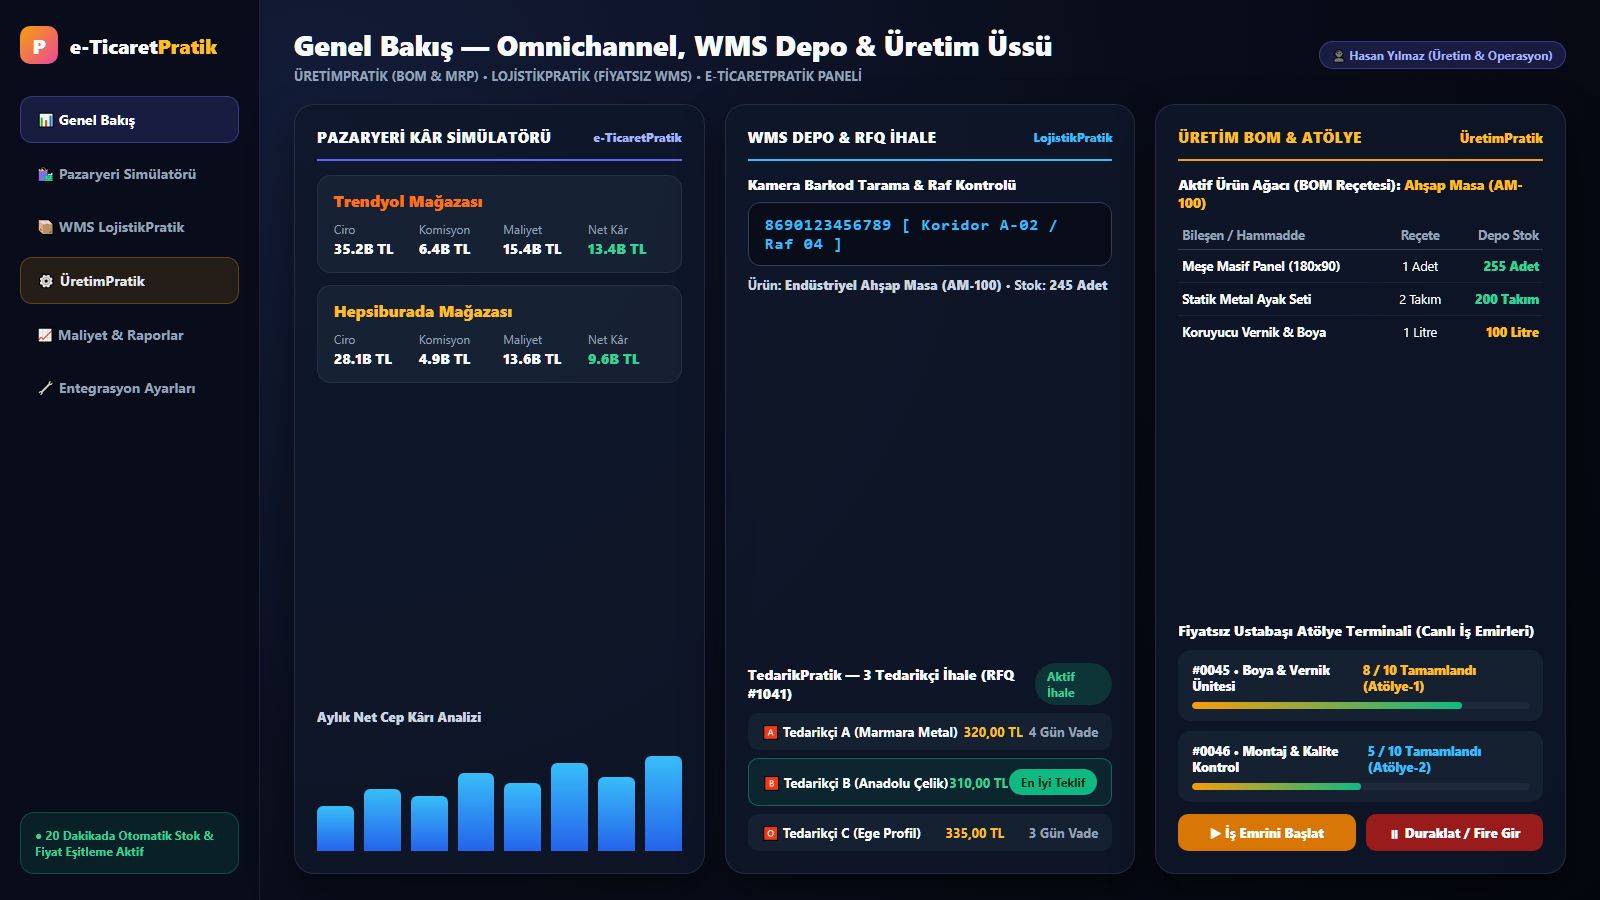 P e-TicaretPratik
📊 Genel Bakış
🛍️ Pazaryeri Simülatörü
📦 WMS LojistikPratik
⚙️ ÜretimPratik
📈 Maliyet & Raporlar
🔧 Entegrasyon Ayarları
● 20 Dakikada Otomatik Stok &
Fiyat Eşitleme Aktif
Genel Bakış — Omnichannel, WMS Depo & Üretim Üssü
ÜRETİMPRATİK (BOM & MRP) • LOJİSTİKPRATİK (FİYATSIZ WMS) • E-TİCARETPRATİK PANELİ
Hasan Yılmaz (Üretim & Operasyon)
PAZARYERİ KÂR SİMÜLATÖRÜ e-TicaretPratik
Trendyol Mağazası
Ciro Komisyon Maliyet Net Kâr
35.2B TL 6.4B TL 15.4B TL 13.4B TL
Hepsiburada Mağazası
Ciro Komisyon Maliyet Net Kâr
28.1B TL 4.9B TL 13.6B TL 9.6B TL
Aylık Net Cep Kârı Analizi
WMS DEPO & RFQ İHALE LojistikPratik
Kamera Barkod Tarama & Raf Kontrolü
8690123456789 [ Koridor A-02 /
Raf 04 ]
Ürün: Endüstriyel Ahşap Masa (AM-100) • Stok: 245 Adet
TedarikPratik — 3 Tedarikçi İhale (RFQ
#1041)
Aktif
İhale
A Tedarikçi A (Marmara Metal) 320,00 TL 4 Gün Vade
B Tedarikçi B (Anadolu Çelik) 310,00 TL En İyi Teklif
O Tedarikçi C (Ege Profil) 335,00 TL 3 Gün Vade
ÜRETİM BOM & ATÖLYE ÜretimPratik
Aktif Ürün Ağacı (BOM Reçetesi): Ahşap Masa (AM-
100)
Bileşen / Hammadde Reçete Depo Stok
Meşe Masif Panel (180x90) 1 Adet 255 Adet
Statik Metal Ayak Seti 2 Takım 200 Takım
Koruyucu Vernik & Boya 1 Litre 100 Litre
Fiyatsız Ustabaşı Atölye Terminali (Canlı İş Emirleri)
#0045 • Boya & Vernik
Ünitesi
8 / 10 Tamamlandı
(Atölye-1)
#0046 • Montaj & Kalite
Kontrol
5 / 10 Tamamlandı
(Atölye-2)
▶ İş Emrini Başlat
⏸ Duraklat / Fire Gir